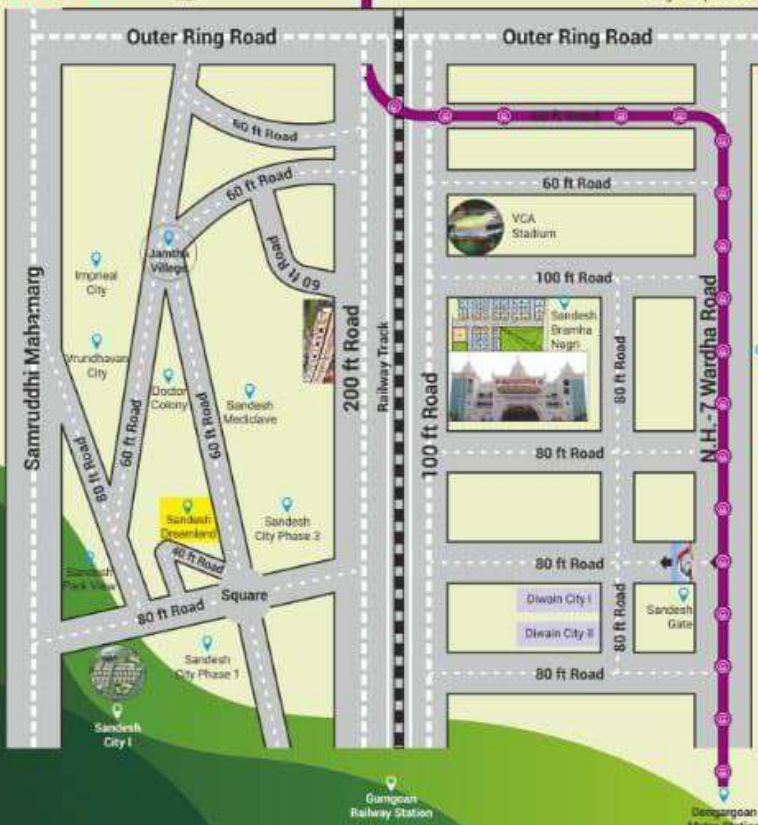 Outer Ring Road
Outer Ring Road
60 ft Road
60 ft Road
60 ft Road
VCA
Stadium
Jamtha
Village
60 ft Road
100 ft Road
Imprieal
City
Samruddhi Mahamarg
200 ft Road
Railway Track
100 ft Road
Sandesh
Bramha
Nagri
80 ft Road
N.H.-7 Wardha Road
Vrundhavan
City
Doctor
Colony
Sandesh
Mediclave
60 ft Road
60 ft Road
80 ft Road
80 ft Road
Sandesh
Dreamland
Sandesh
City Phase 3
40 ft Road
80 ft Road
Sandesh
Park View
Square
80 ft Road
Diwain City I
Diwain City II
80 ft Road
Sandesh
Gate
Sandesh
City Phase 1
80 ft Road
Sandesh
City I
Gumgoan
Railway Station
Dongargoan